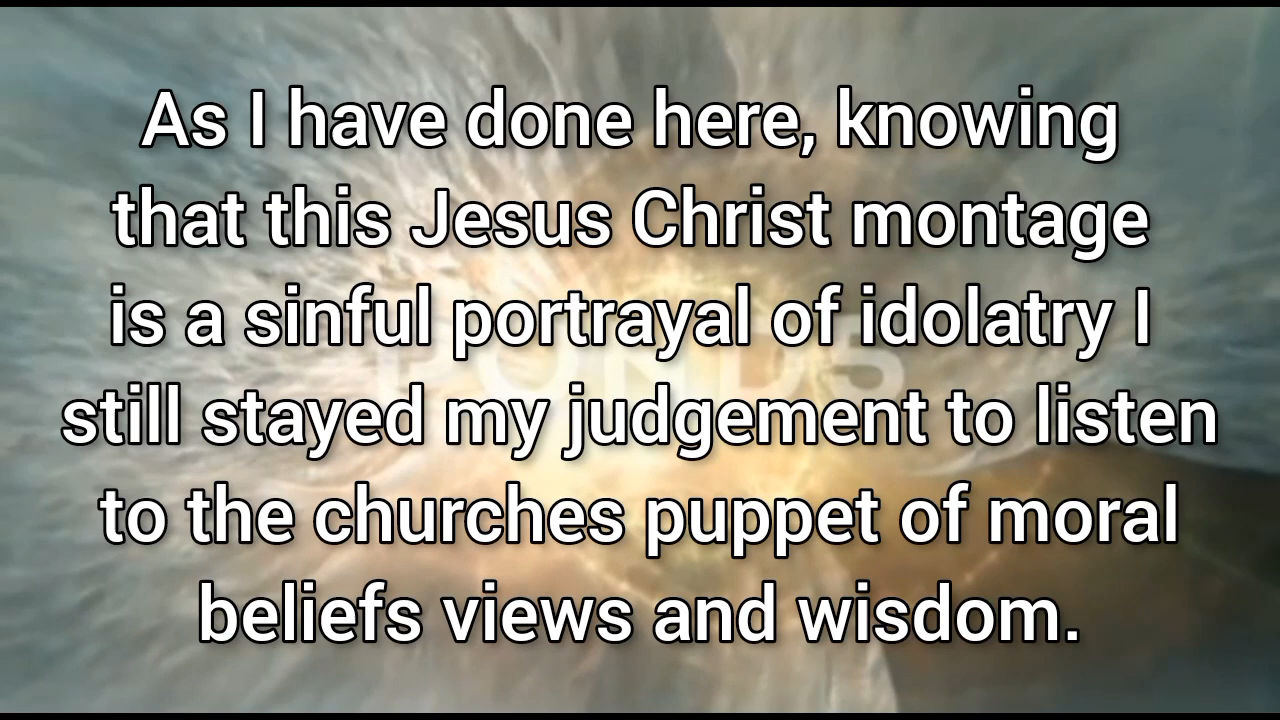 As I have done here, knowing
that this Jesus Christ montage
is a sinful portrayal of idolatry I
still stayed my judgement to listen
to the churches puppet of moral
beliefs views and wisdom.
POND5